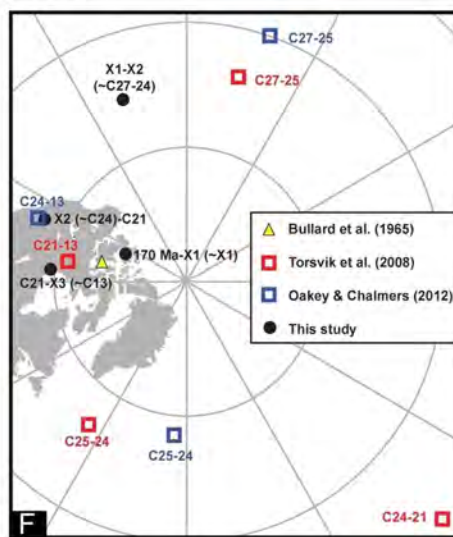 C27-25
X1-X2
(~C27-24)
C27-25
C24-13
X2 (~C24)-C21
C21-13
170 Ma-X1 (~X1)
C21-X3 (~C13)
Bullard et al. (1965)
Torsvik et al. (2008)
Oakey & Chalmers (2012)
This study
C25-24
C25-24
C24-21
F